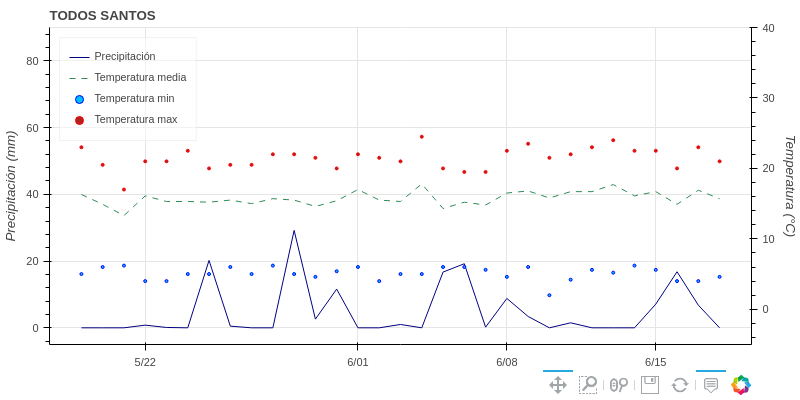 TODOS SANTOS
Precipitación
Temperatura media
Temperatura min
Temperatura max
Precipitación (mm)
80
60
40
20
0
40
30
20
10
0
Temperatura (°C)
5/22
6/01
6/08
6/15